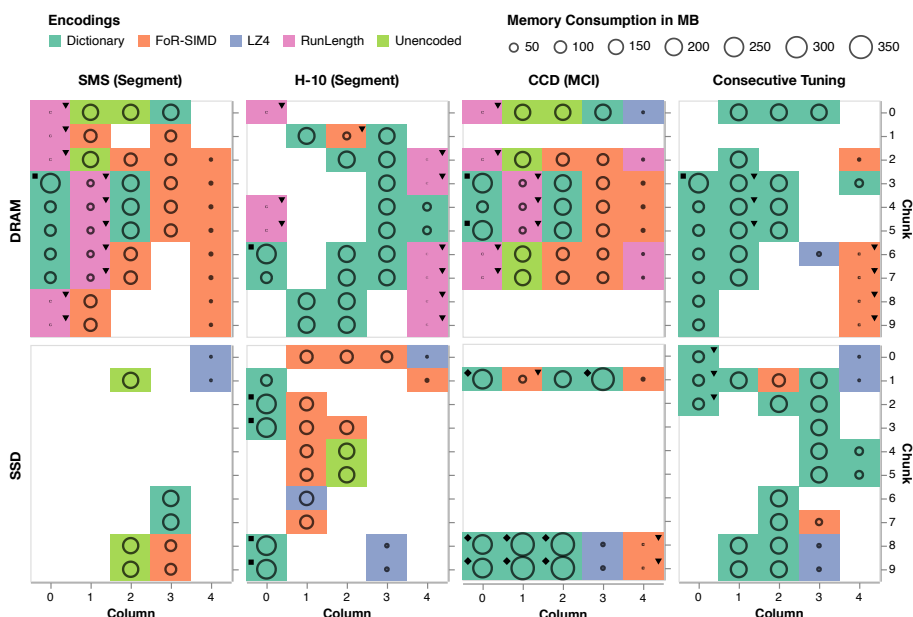 Encodings
Memory Consumption in MB
Dictionary FoR-SIMD LZ4 RunLength Unencoded
50 100 150 200 250 300 350
SMS (Segment) H-10 (Segment) CCD (MCI) Consecutive Tuning
DRAM
0
1
2
3
4
5
6
7
8
9
Chunk
SSD
0
1
2
3
4
5
6
7
8
9
Chunk
0 1 2 3 4 0 1 2 3 4 0 1 2 3 4 0 1 2 3 4
Column Column Column Column